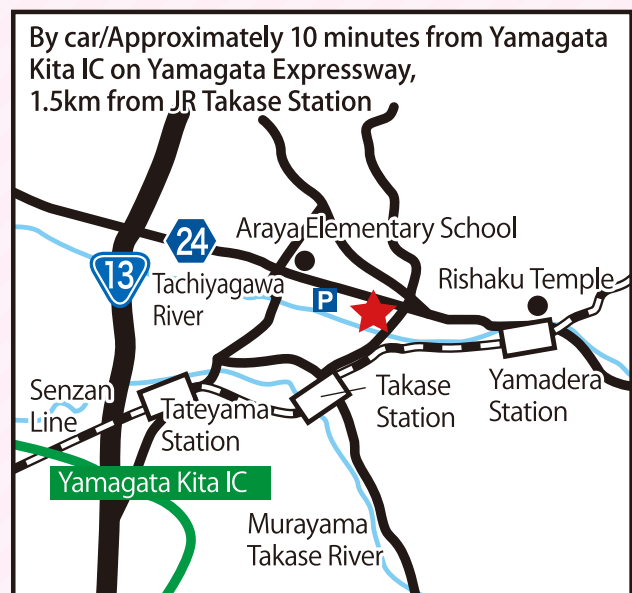 By car/Approximately 10 minutes from Yamagata
Kita IC on Yamagata Expressway,
1.5km from JR Takase Station
24
Araya Elementary School
13
Tachiyagawa
River
P
Rishaku Temple
Senzan
Line
Tateyama
Station
Takase
Station
Yamadera
Station
Yamagata Kita IC
Murayama
Takase River